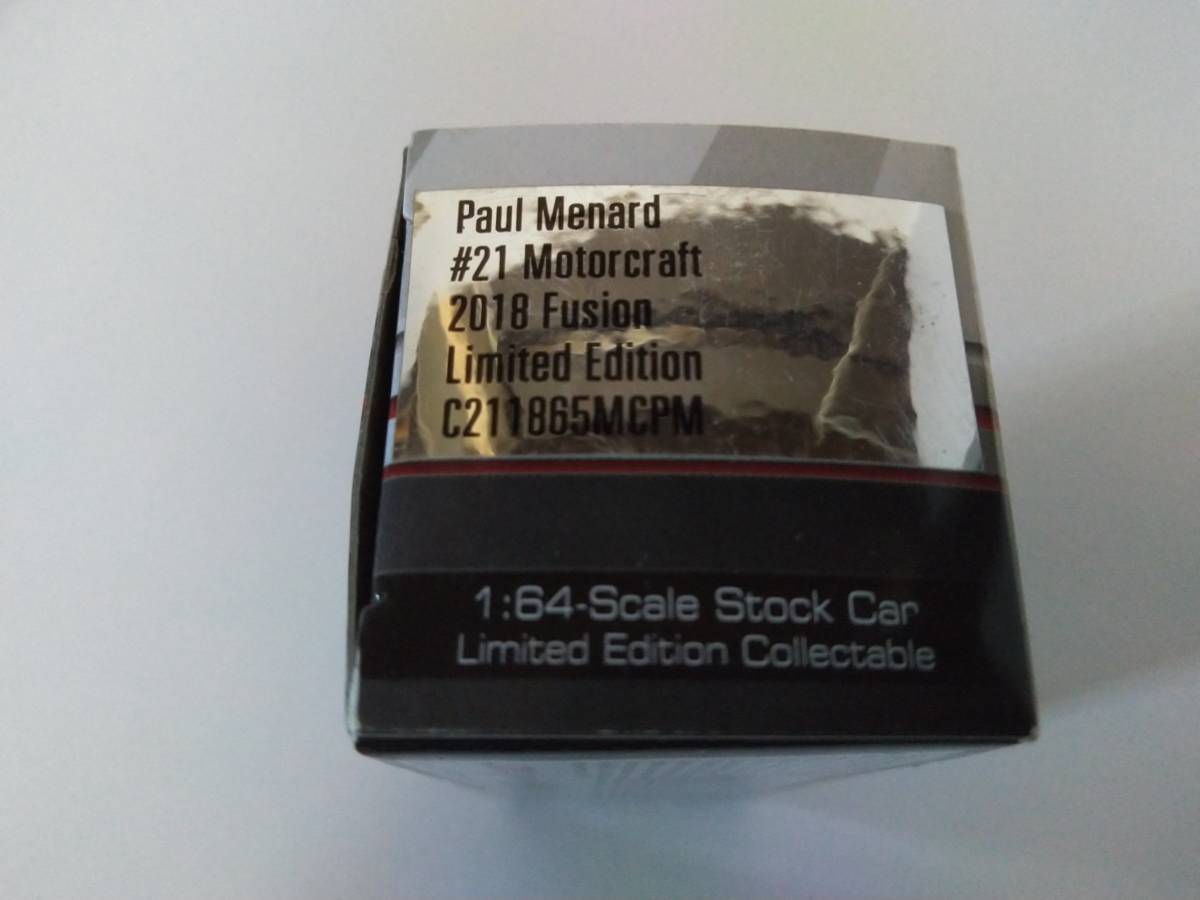 Paul Menard
#21 Motorcraft
2018 Fusion
Limited Edition
C211865MCPM
1:64-Scale Stock Car
Limited Edition Collectable